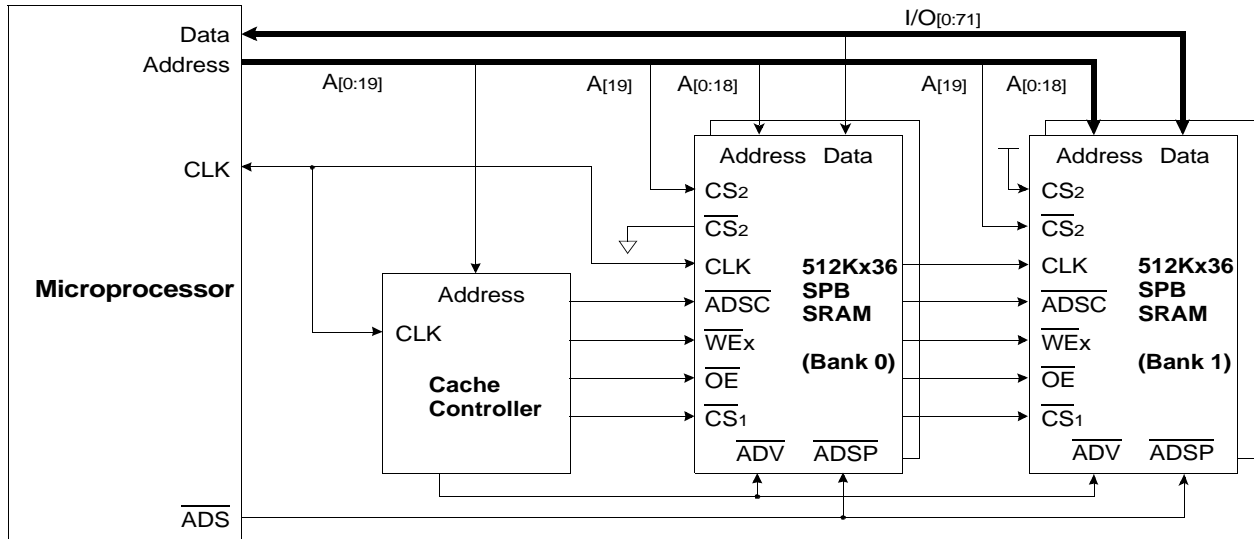 I/O[0:71]
Data
Address
A[0:19]
A[19]
A[0:18]
A[19]
A[0:18]
CLK
Microprocessor
ADS
Address
CLK
Cache
Controller
Address Data
CS2
CS2
CLK
ADSC
WEx
OE
CS1
ADV ADSP
512Kx36
SPB
SRAM
(Bank 0)
Address Data
CS2
CS2
CLK
ADSC
WEx
OE
CS1
ADV ADSP
512Kx36
SPB
SRAM
(Bank 1)